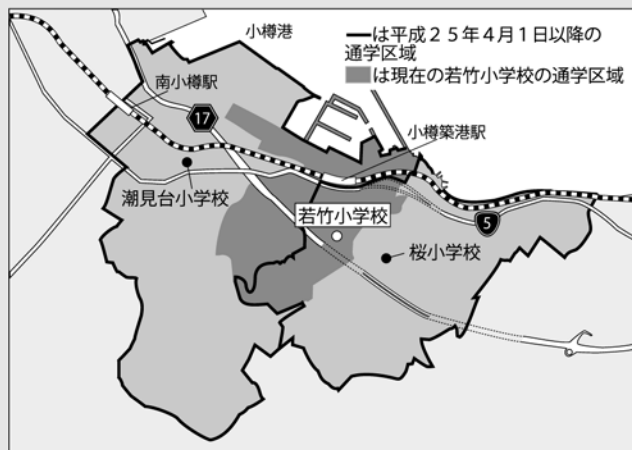 小樽港
━は平成25年4月1日以降の
通学区域
は現在の若竹小学校の通学区域
南小樽駅
17
小樽築港駅
潮見台小学校
若竹小学校
5
桜小学校